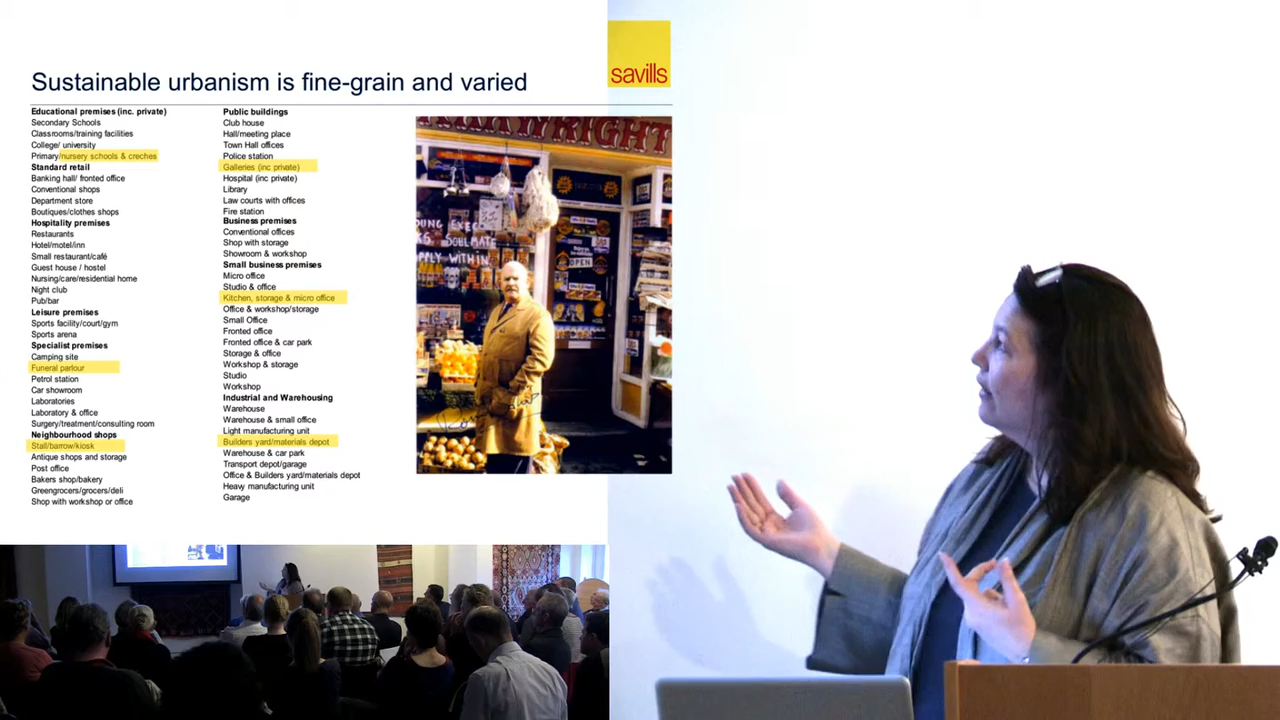 Sustainable urbanism is fine-grain and varied
savills
Educational premises (inc. private)
Secondary Schools
Classrooms/training facilities
College/ university
Primary/nursery schools & creches
Standard retail
Banking hall/ fronted office
Conventional shops
Department store
Boutiques/clothes shops
Hospitality premises
Restaurants
Hotel/motel/inn
Small restaurant/café
Guest house / hostel
Nursing/care/residential home
Night club
Pub/bar
Leisure premises
Sports facility/court/gym
Sports arena
Specialist premises
Camping site
Funeral parlour
Petrol station
Car showroom
Laboratories
Laboratory & office
Surgery/treatment/consulting room
Neighbourhood shops
Stall/barrow/kiosk
Antique shops and storage
Post office
Bakers shop/bakery
Greengrocers/grocers/deli
Shop with workshop or office
Public buildings
Club house
Hall/meeting place
Town Hall offices
Police station
Galleries (inc private)
Hospital (inc private)
Library
Law courts with offices
Fire station
Business premises
Conventional offices
Shop with storage
Showroom & workshop
Small business premises
Micro office
Studio & office
Kitchen, storage & micro office
Office & workshop/storage
Small Office
Fronted office
Fronted office & car park
Storage & office
Workshop & storage
Studio
Workshop
Industrial and Warehousing
Warehouse
Warehouse & small office
Light manufacturing unit
Builders yard/materials depot
Warehouse & car park
Transport depot/garage
Office & Builders yard/materials depot
Heavy manufacturing unit
Garage
WRIGHT
OUNG EXEC
KS SOULMATE
PPLY WITHIN
OPEN